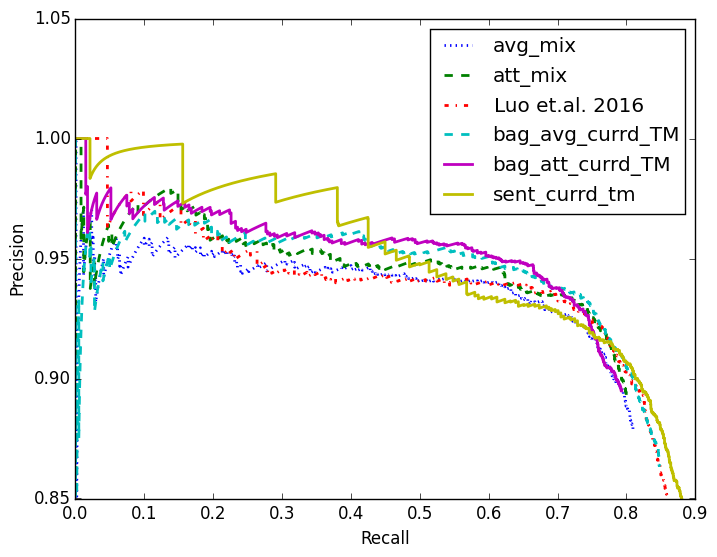 1.05
1.00
0.95
0.90
0.85
Precision
avg_mix
att_mix
Luo et.al. 2016
bag_avg_currd_TM
bag_att_currd_TM
sent_currd_tm
0.0 0.1 0.2 0.3 0.4 0.5 0.6 0.7 0.8 0.9
Recall